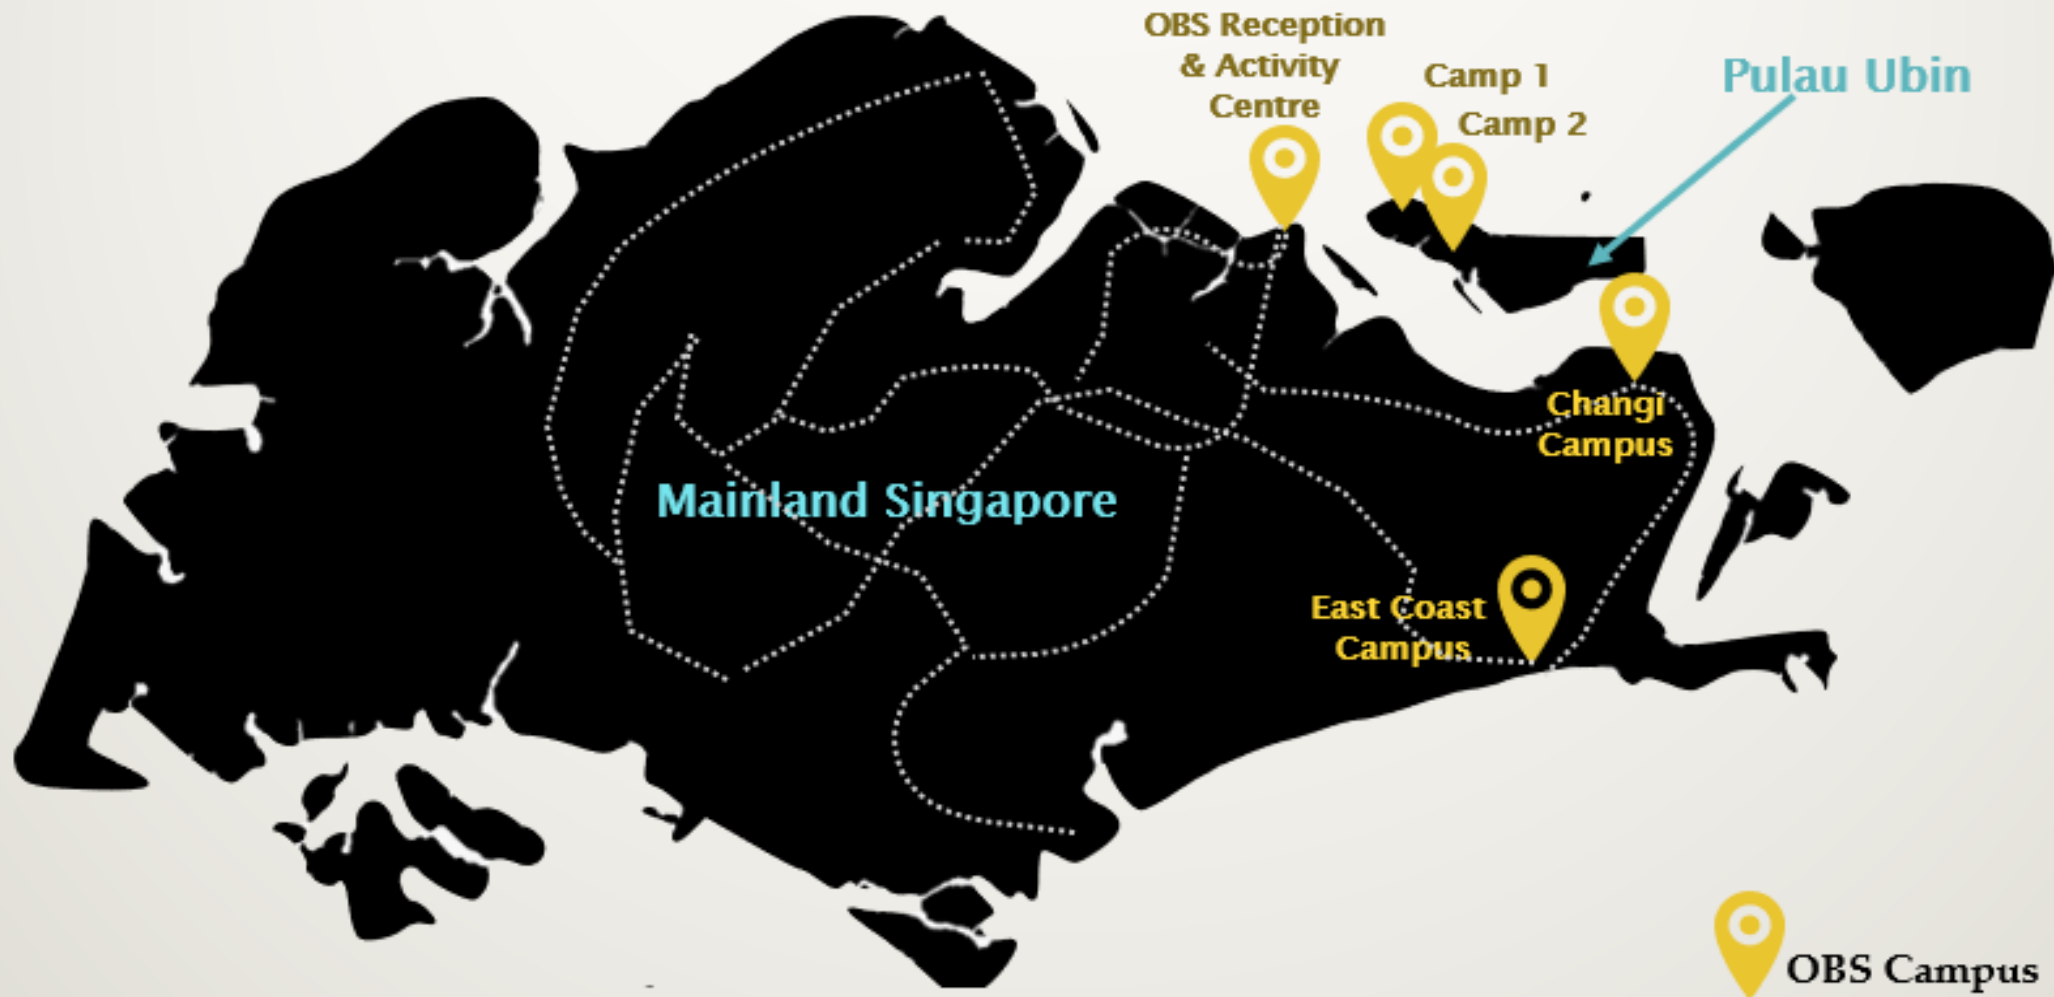 OBS Reception
& Activity
Centre
Camp 1
Camp 2
Pulau Ubin
Changi
Campus
Mainland Singapore
East Coast
Campus
OBS Campus